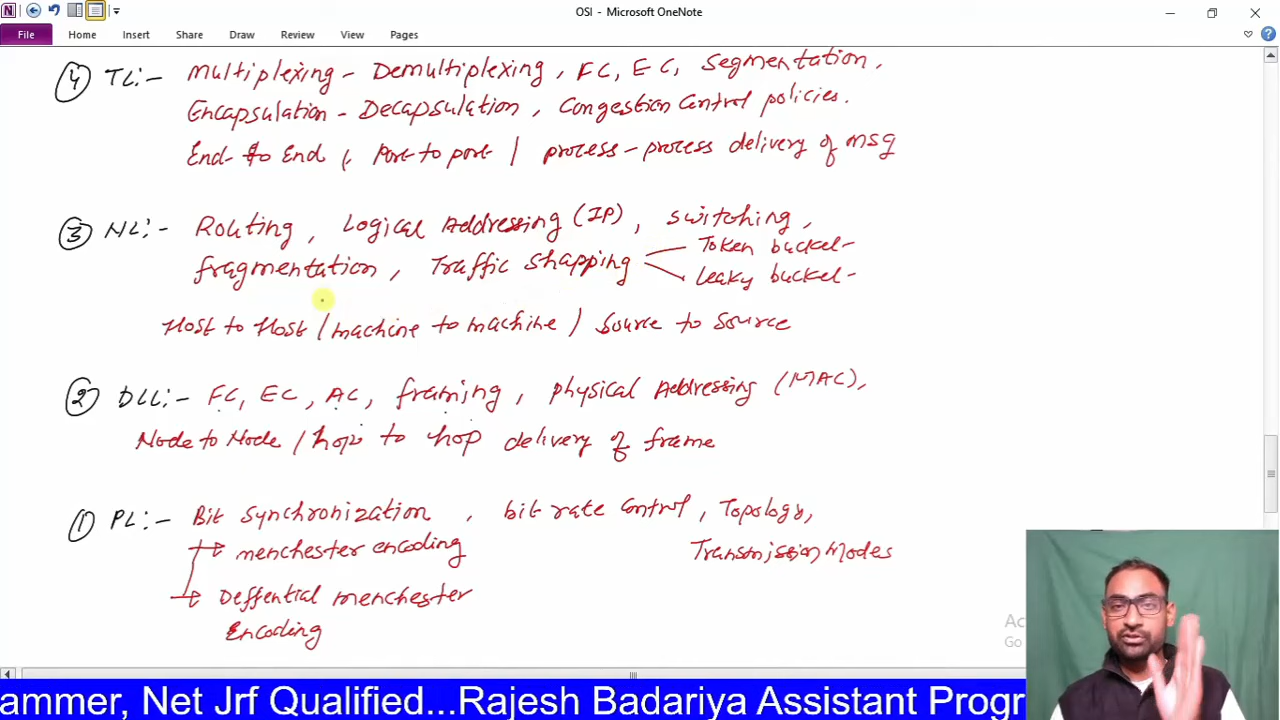 OSI - Microsoft OneNote
File Home Insert Share Draw Review View Pages
④ TL:- Multiplexing - Demultiplexing, FC, EC, Segmentation,
Encapsulation - Decapsulation, Congestion Control policies.
End to End, Port to port / process - process delivery of msg
③ NL:- Routing, Logical Addressing (IP), switching,
fragmentation, Traffic shapping
Token bucket
Leaky bucket
Host to Host / machine to machine / source to source
② DLL:- FC, EC, AC, framing, physical Addressing (MAC),
Node to Node / hop to hop delivery of frame
① PL:- Bit Synchronization, bit rate Control, Topology,
Transmission Modes
menchester encoding
Deffential menchester
Encoding
Ac
Go
ammer, Net Jrf Qualified...Rajesh Badariya Assistant Progr